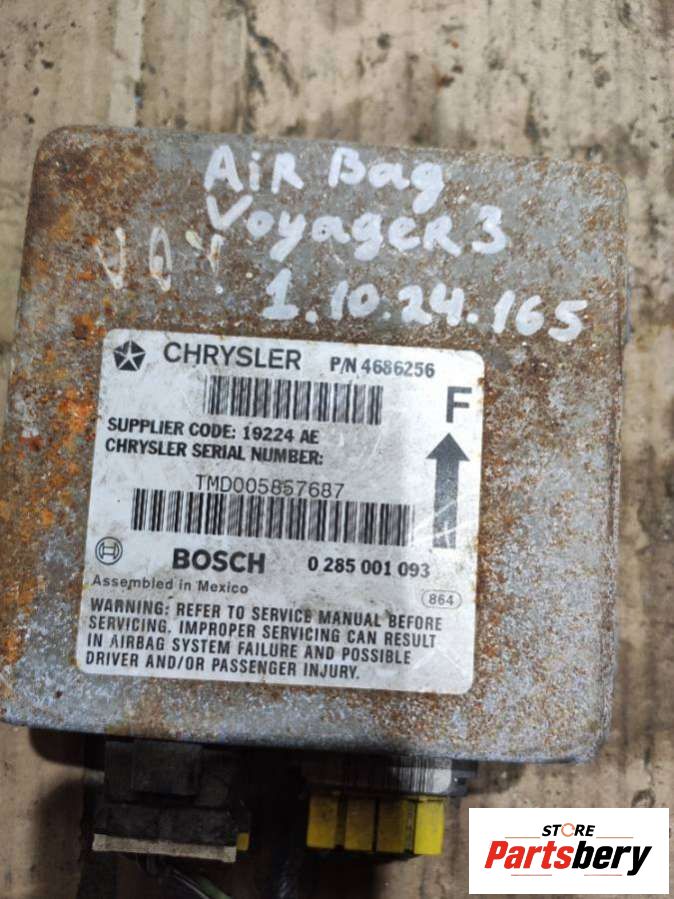 AiR Bag
VoyageR 3
1.10.24.165
CHRYSLER P/N 4686256
F
SUPPLIER CODE: 19224 AE
CHRYSLER SERIAL NUMBER:
TMD005857687
BOSCH 0 285 001 093
Assembled in Mexico
864
WARNING: REFER TO SERVICE MANUAL BEFORE
SERVICING. IMPROPER SERVICING CAN RESULT
IN AIRBAG SYSTEM FAILURE AND POSSIBLE
DRIVER AND/OR PASSENGER INJURY.
STORE
Partsbery